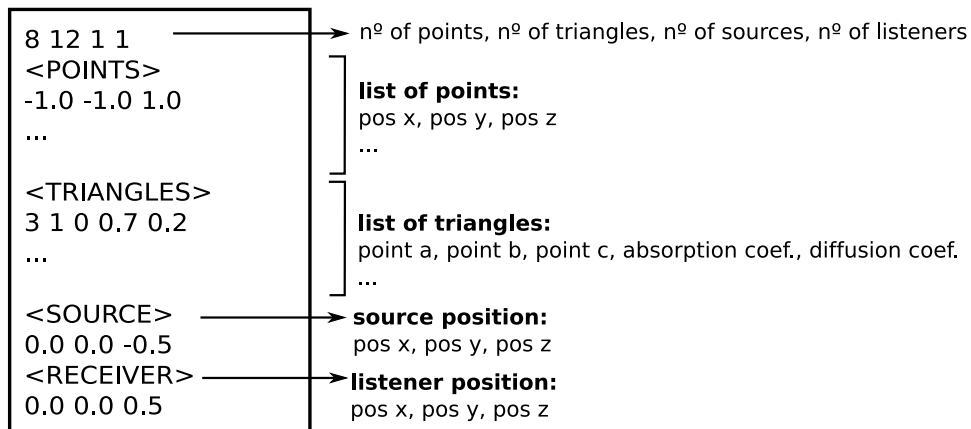 8 12 1 1
nº of points, nº of triangles, nº of sources, nº of listeners
<POINTS>
-1.0 -1.0 1.0
...
list of points:
pos x, pos y, pos z
...
<TRIANGLES>
3 1 0 0.7 0.2
...
list of triangles:
point a, point b, point c, absorption coef., diffusion coef.
...
<SOURCE>
0.0 0.0 -0.5
source position:
pos x, pos y, pos z
<RECEIVER>
0.0 0.0 0.5
listener position:
pos x, pos y, pos z